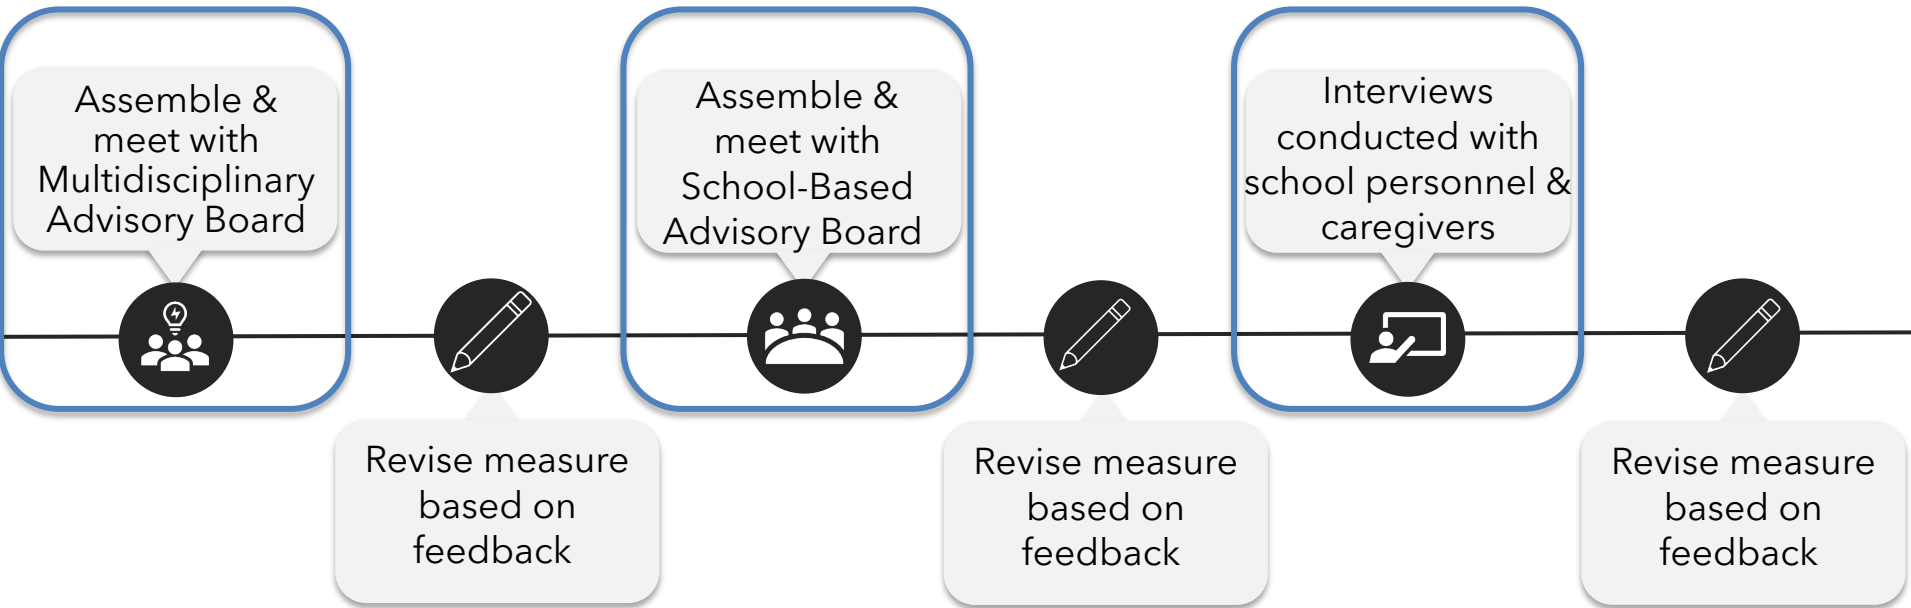 Assemble &
meet with
Multidisciplinary
Advisory Board
Revise measure
based on
feedback
Assemble &
meet with
School-Based
Advisory Board
Revise measure
based on
feedback
Interviews
conducted with
school personnel &
caregivers
Revise measure
based on
feedback